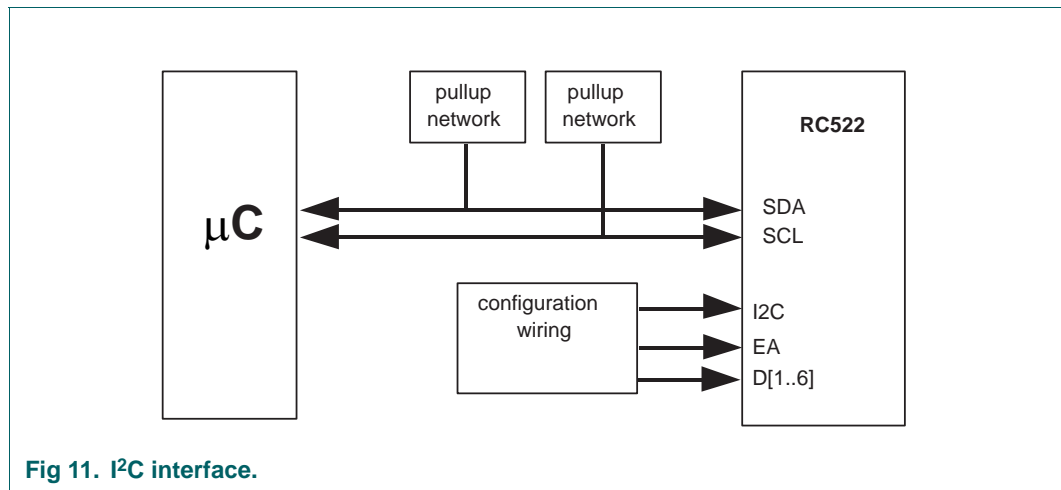 pullup
network
pullup
network
RC522
μC
SDA
SCL
configuration
wiring
I2C
EA
D[1..6]
Fig 11. I²C interface.